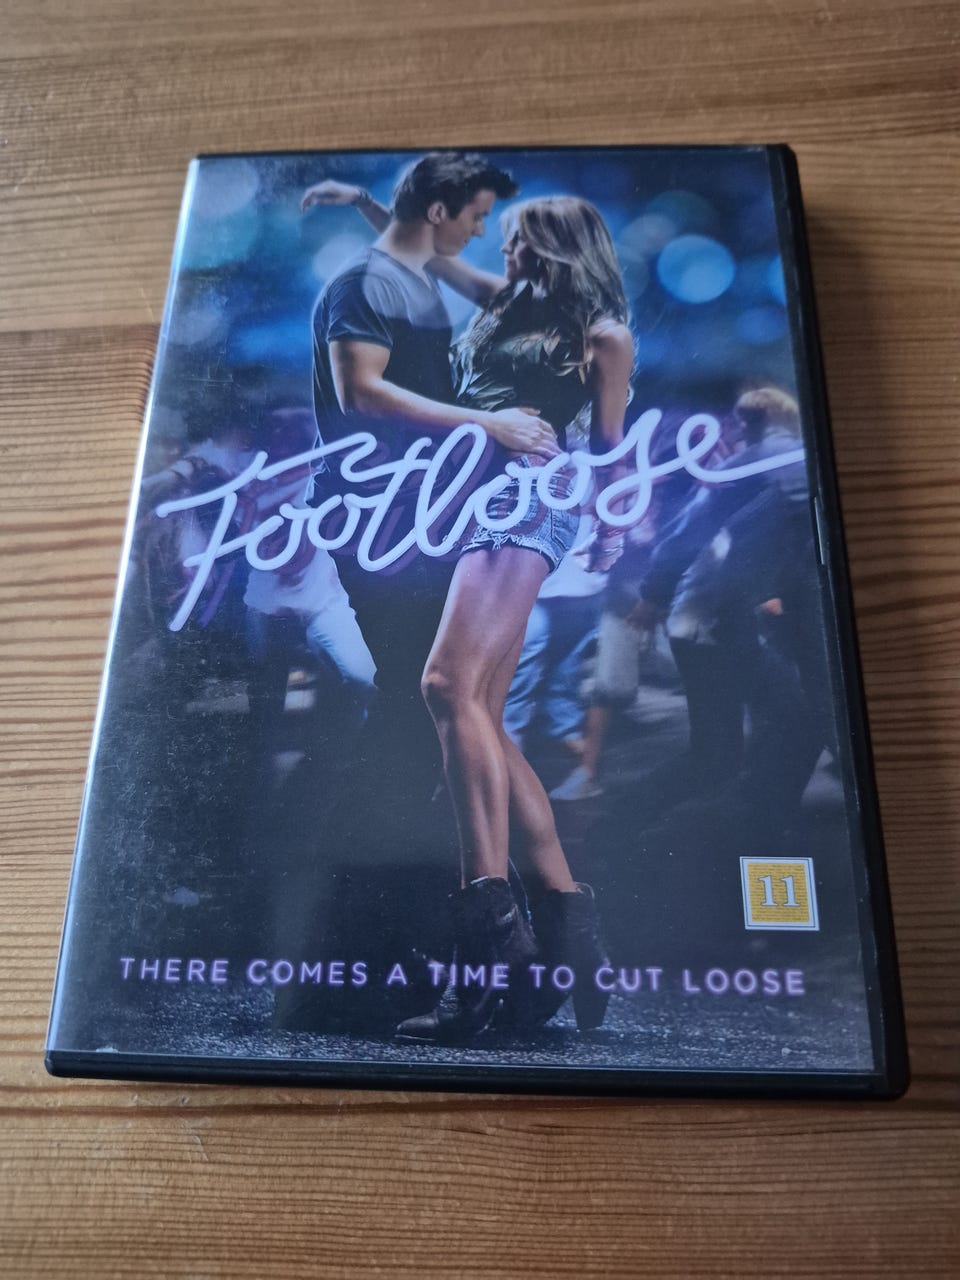 Footloose
11
THERE COMES A TIME TO CUT LOOSE